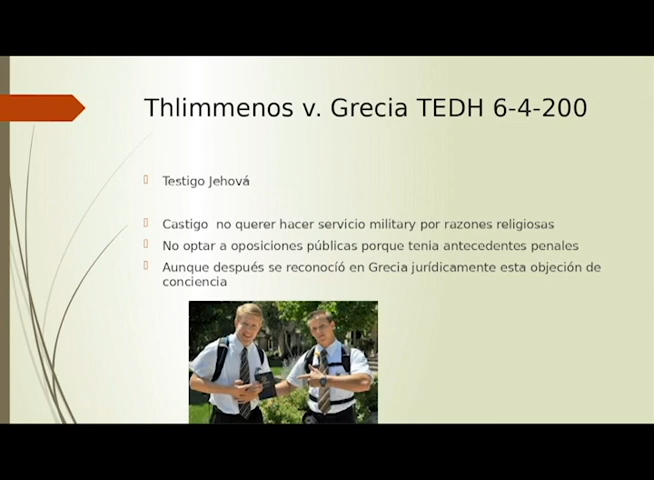 Thlimmenos v. Grecia TEDH 6-4-200
Testigo Jehová
Castigo  no querer hacer servicio military por razones religiosas
No optar a oposiciones públicas porque tenia antecedentes penales
Aunque después se reconocíó en Grecia jurídicamente esta objeción de
conciencia